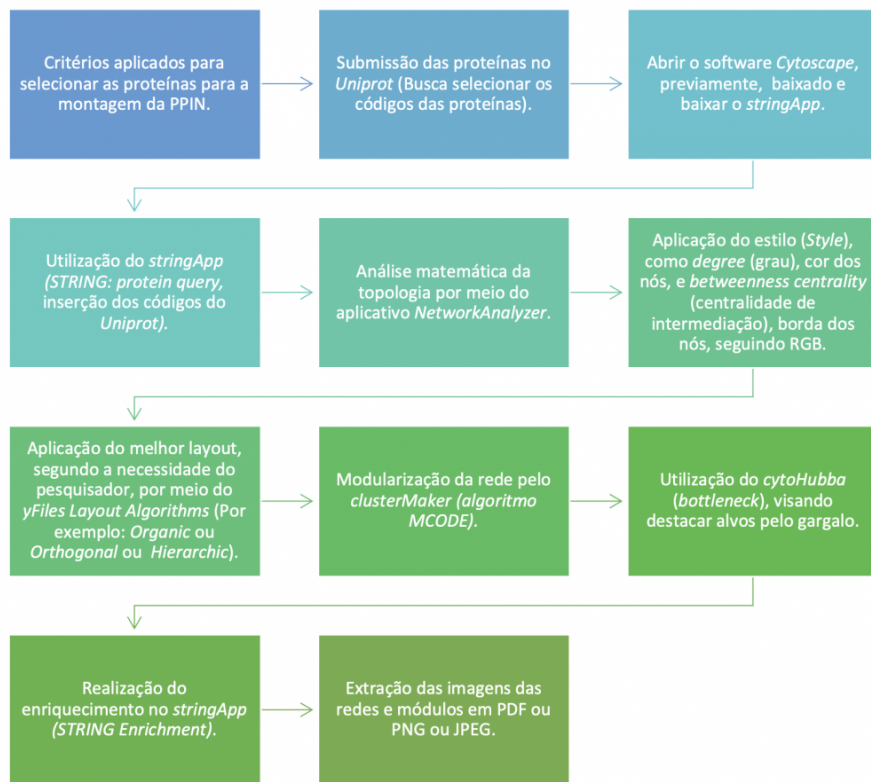 Critérios aplicados para
selecionar as proteínas para a
montagem da PPIN.
Submissão das proteínas no
Uniprot (Busca selecionar os
códigos das proteínas).
Abrir o software Cytoscape,
previamente, baixado e
baixar o stringApp.
Utilização do stringApp
(STRING: protein query,
inserção dos códigos do
Uniprot).
Análise matemática da
topologia por meio do
aplicativo NetworkAnalyzer.
Aplicação do estilo (Style),
como degree (grau), cor dos
nós, e betweenness centrality
(centralidade de
intermediação), borda dos
nós, seguindo RGB.
Aplicação do melhor layout,
segundo a necessidade do
pesquisador, por meio do
yFiles Layout Algorithms (Por
exemplo: Organic ou
Orthogonal ou Hierarchic).
Modularização da rede pelo
clusterMaker (algoritmo
MCODE).
Utilização do cytoHubba
(bottleneck), visando
destacar alvos pelo gargalo.
Realização do
enriquecimento no stringApp
(STRING Enrichment).
Extração das imagens das
redes e módulos em PDF ou
PNG ou JPEG.